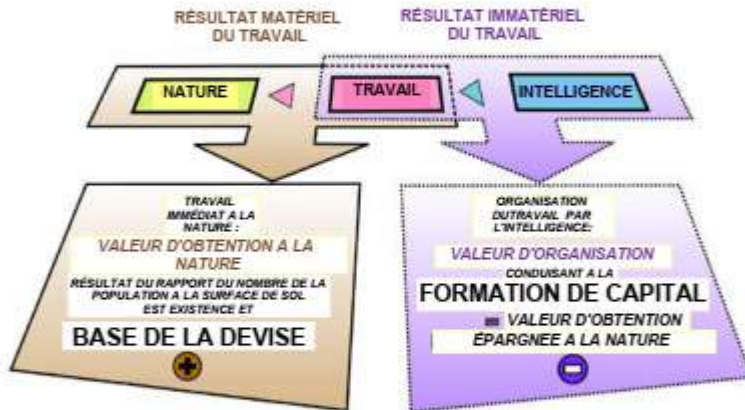 RÉSULTAT MATÉRIEL
DU TRAVAIL
RÉSULTAT IMMATÉRIEL
DU TRAVAIL
NATURE
TRAVAIL
INTELLIGENCE
TRAVAIL
IMMÉDIAT A LA
NATURE :
VALEUR D'OBTENTION A LA
NATURE
RÉSULTAT DU RAPPORT DU NOMBRE DE LA
POPULATION A LA SURFACE DE SOL
EST EXISTENCE ET
BASE DE LA DEVISE
+
ORGANISATION
DUTRAVAIL PAR
L'INTELLIGENCE:
VALEUR D'ORGANISATION
CONDUISANT A LA
FORMATION DE CAPITAL
= VALEUR D'OBTENTION
ÉPARGNEE A LA NATURE
-